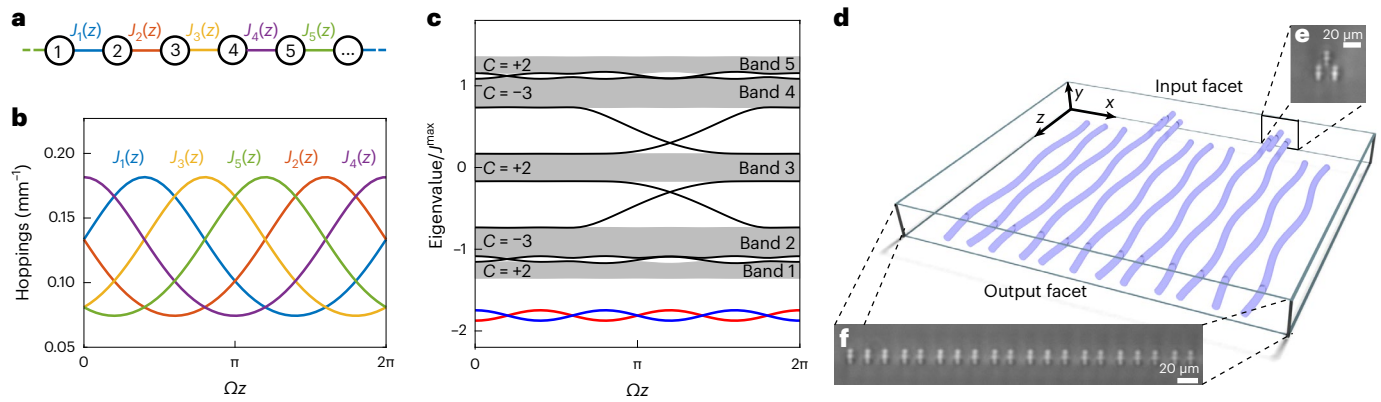 a
J₁(z) J₂(z) J₃(z) J₄(z) J₅(z)
1 2 3 4 5 ...
b
J₁(z) J₃(z) J₅(z) J₂(z) J₄(z)
0.20
0.15
0.10
0.05
Hoppings (mm⁻¹)
0 π 2π
Ωz
c
C = +2 Band 5
C = −3 Band 4
C = +2 Band 3
C = −3 Band 2
C = +2 Band 1
1
0
−1
−2
Eigenvalue/Jᵐᵃˣ
0 π 2π
Ωz
d
y
x
z
Input facet
Output facet
e 20 µm
f
20 µm